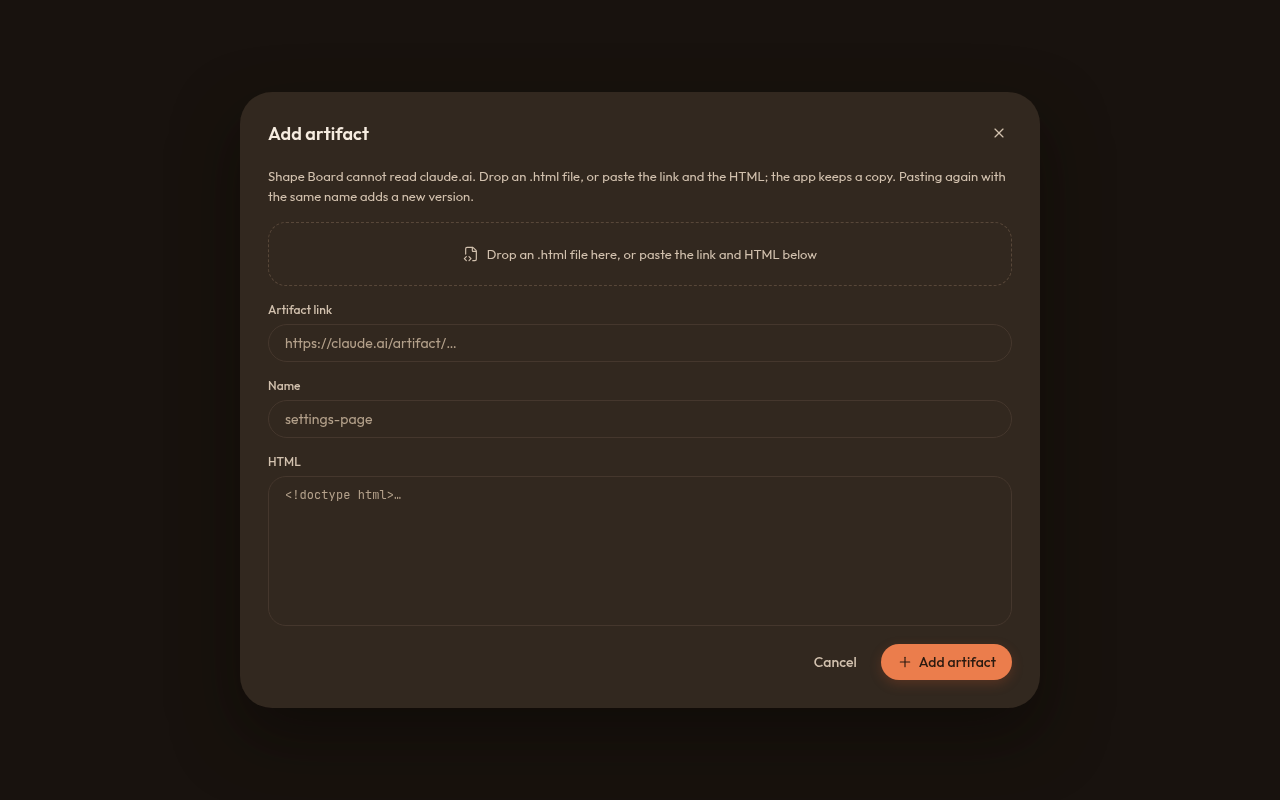 Add artifact
Shape Board cannot read claude.ai. Drop an .html file, or paste the link and the HTML; the app keeps a copy. Pasting again with
the same name adds a new version.
Drop an .html file here, or paste the link and HTML below
Artifact link
https://claude.ai/artifact/…
Name
settings-page
HTML
<!doctype html>…
Cancel
Add artifact